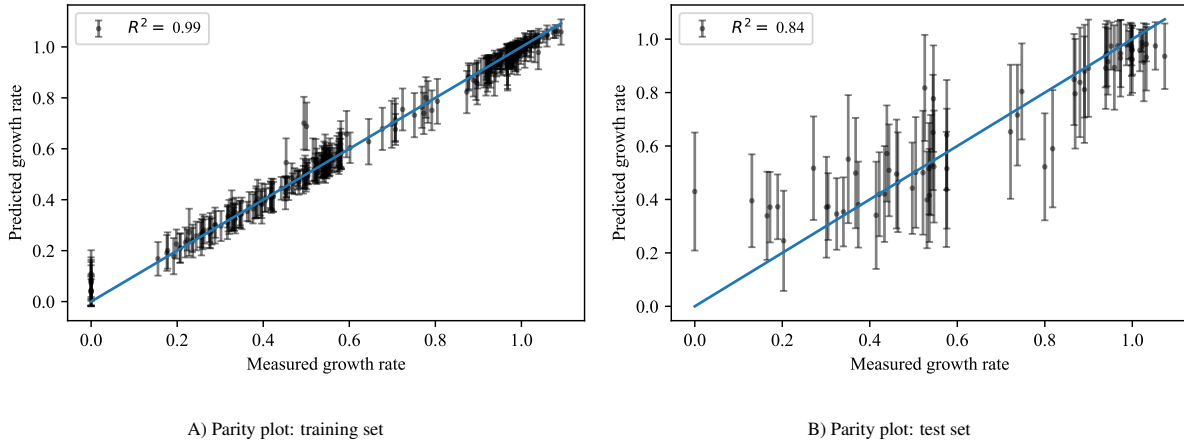 R² = 0.99
1.0
0.8
0.6
0.4
0.2
0.0
Predicted growth rate
0.0 0.2 0.4 0.6 0.8 1.0
Measured growth rate
A) Parity plot: training set
R² = 0.84
1.0
0.8
0.6
0.4
0.2
0.0
Predicted growth rate
0.0 0.2 0.4 0.6 0.8 1.0
Measured growth rate
B) Parity plot: test set